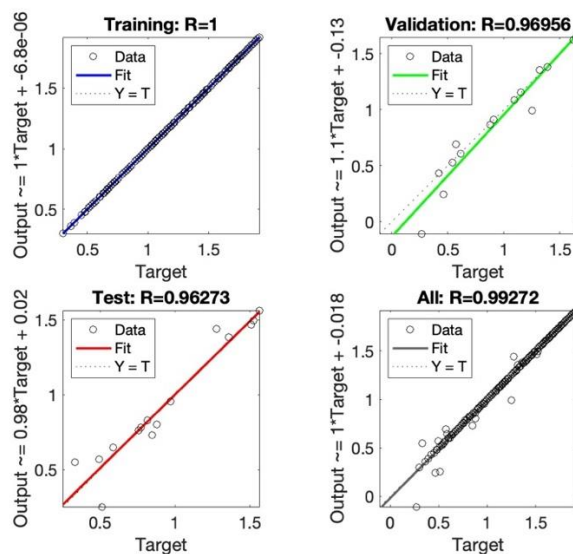 Training: R=1
Output ~= 1*Target + -6.8e-06
Data
Fit
Y = T
1.5
1
0.5
0.5 1 1.5
Target
Validation: R=0.96956
Output ~= 1.1*Target + -0.13
Data
Fit
Y = T
1.5
1
0.5
0
0 0.5 1 1.5
Target
Test: R=0.96273
Output ~= 0.98*Target + 0.02
Data
Fit
Y = T
1.5
1
0.5
0.5 1 1.5
Target
All: R=0.99272
Output ~= 1*Target + -0.018
Data
Fit
Y = T
1.5
1
0.5
0
0 0.5 1 1.5
Target